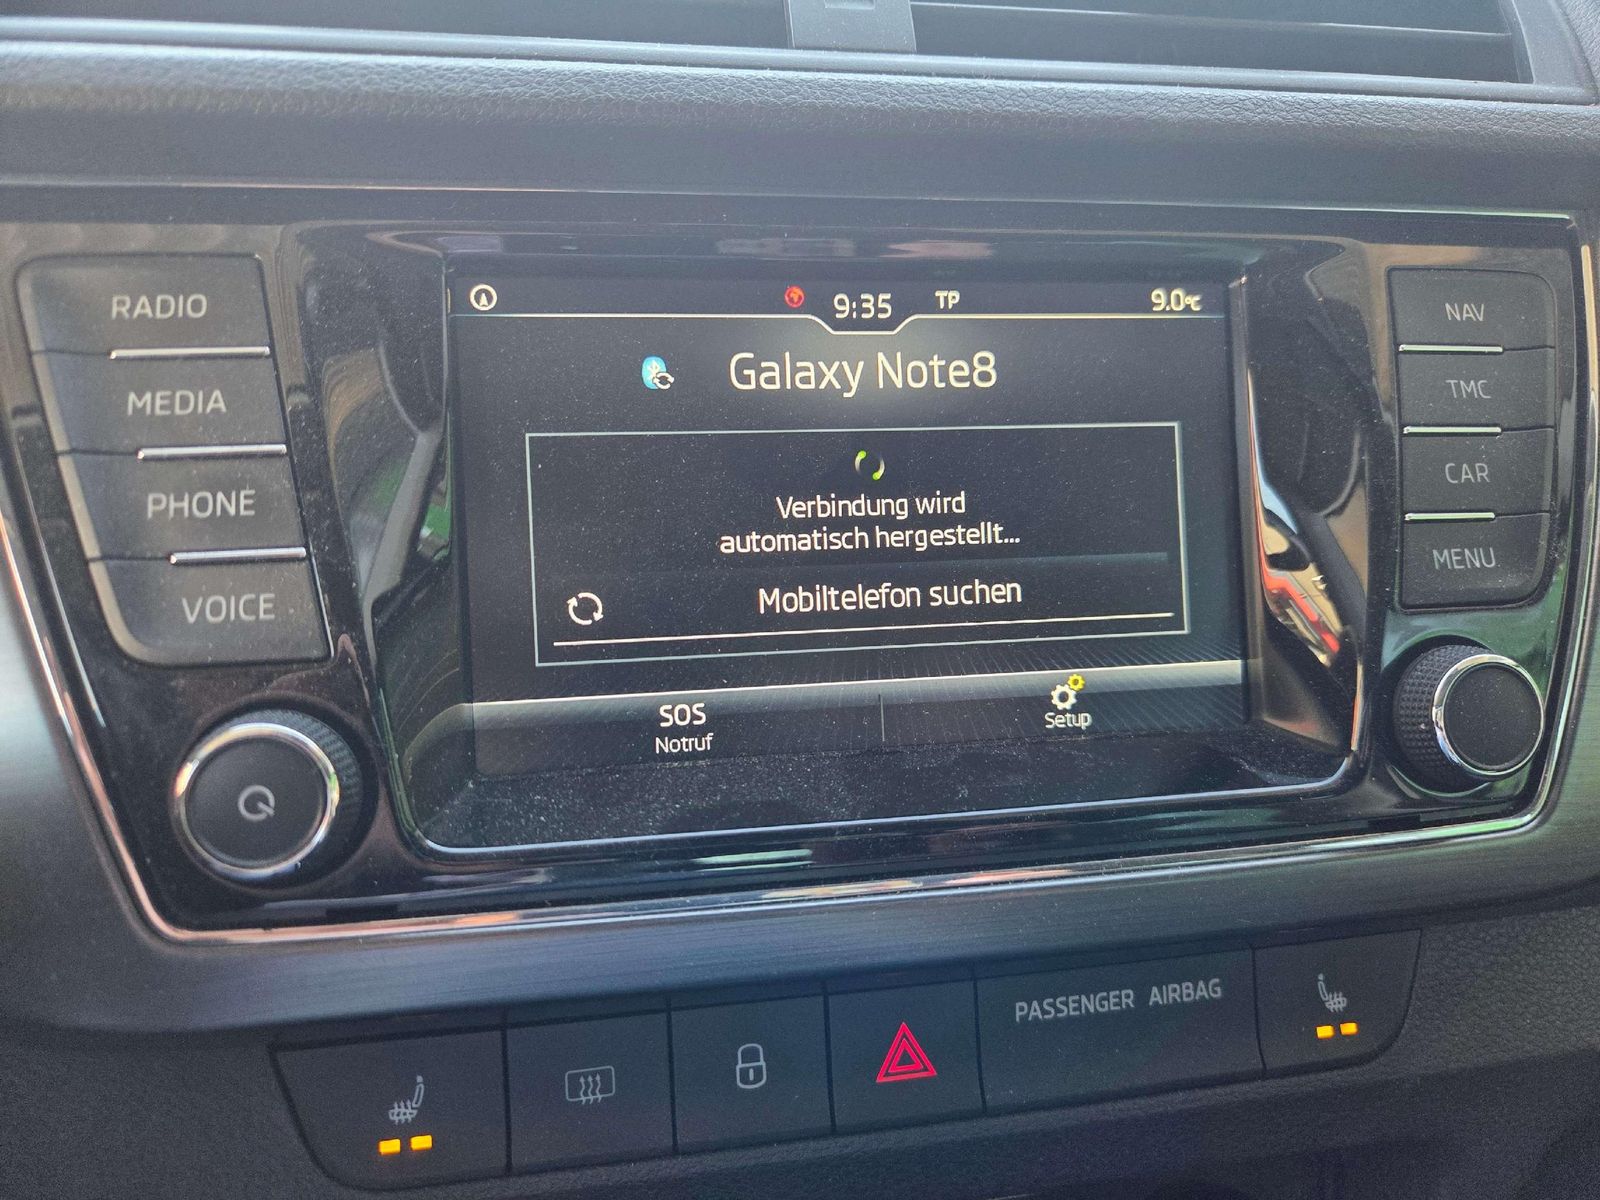 RADIO
MEDIA
PHONE
VOICE
9:35
TP
9.0°C
Galaxy Note8
Verbindung wird
automatisch hergestellt...
Mobiltelefon suchen
SOS
Notruf
Setup
NAV
TMC
CAR
MENU
PASSENGER AIRBAG